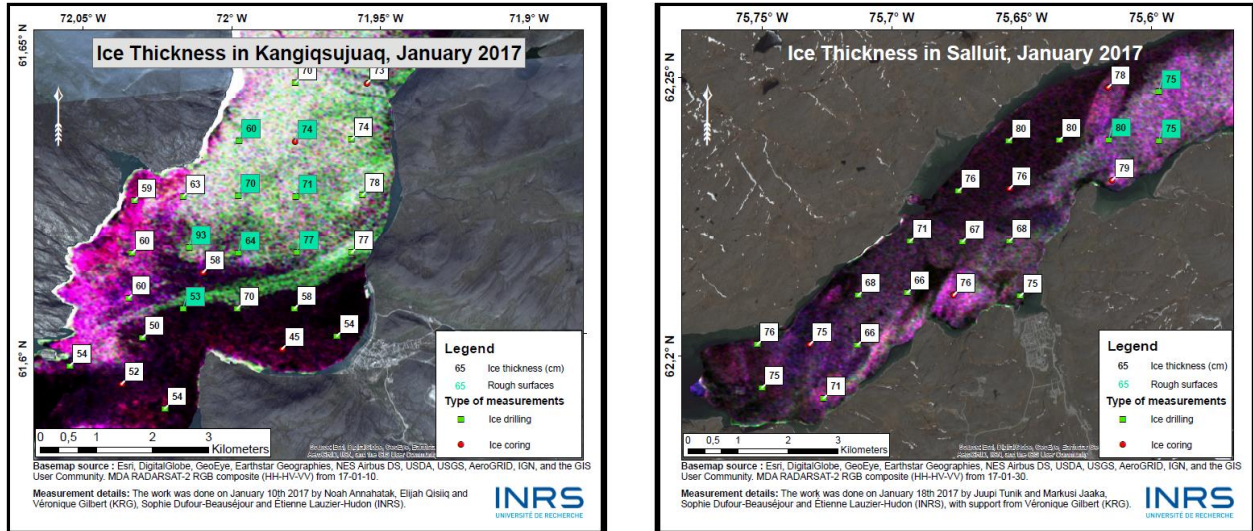 72,05° W 72° W 71,95° W 71,9° W
61,65° N
Ice Thickness in Kangiqsujuaq, January 2017
70 73
60 74 74
59 63 70 71 78
60 93 64 77 77
58
60 53 70 58
50 54
45
54
52
54
61,6° N
Legend
65 Ice thickness (cm)
65 Rough surfaces
Type of measurements
Ice drilling
Ice coring
0 0,5 1 2 3
Kilometers
Basemap source : Esri, DigitalGlobe, GeoEye, Earthstar Geographies, NES Airbus DS, USDA, USGS, AeroGRID, IGN, and the GIS
User Community. MDA RADARSAT-2 RGB composite (HH-HV-VV) from 17-01-10.
Measurement details: The work was done on January 10th 2017 by Noah Annahatak, Elijah Qisiiq and
Véronique Gilbert (KRG), Sophie Dufour-Beauséjour and Étienne Lauzier-Hudon (INRS).
INRS
UNIVERSITÉ DE RECHERCHE
75,75° W 75,7° W 75,65° W 75,6° W
62,25° N
Ice Thickness in Salluit, January 2017
78 75
80 80 80 75
76 76 79
71 67 68
68 66 76 75
76 75 66
75 71
62,2° N
Legend
65 Ice thickness (cm)
65 Rough surfaces
Type of measurements
Ice drilling
Ice coring
0 0,5 1 2 3
Kilometers
Basemap source : Esri, DigitalGlobe, GeoEye, Earthstar Geographies, NES Airbus DS, USDA, USGS, AeroGRID, IGN, and the GIS
User Community. MDA RADARSAT-2 RGB composite (HH-HV-VV) from 17-01-30.
Measurement details: The work was done on January 18th 2017 by Juupi Tunik and Markusi Jaaka,
Sophie Dufour-Beauséjour and Étienne Lauzier-Hudon (INRS), with support from Véronique Gilbert (KRG).
INRS
UNIVERSITÉ DE RECHERCHE